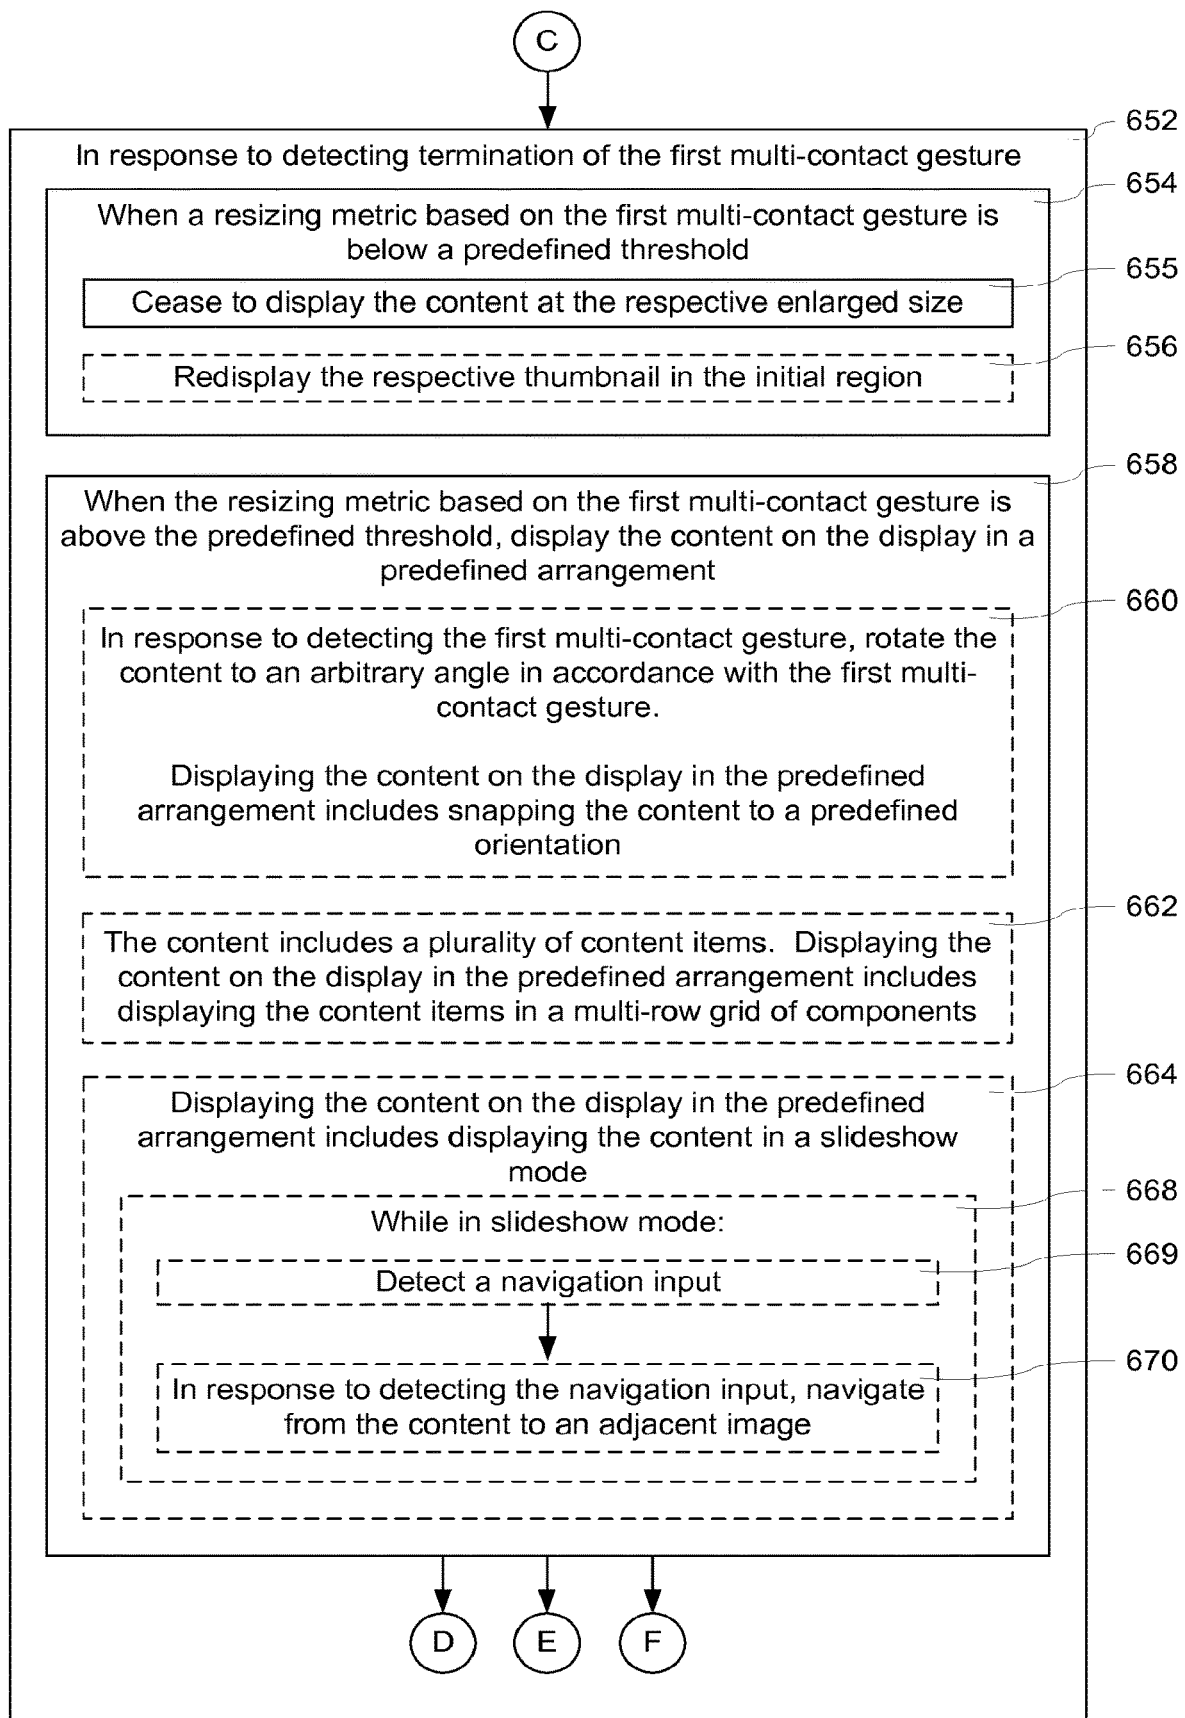 C
652
In response to detecting termination of the first multi-contact gesture
654
When a resizing metric based on the first multi-contact gesture is
below a predefined threshold
655
Cease to display the content at the respective enlarged size
656
Redisplay the respective thumbnail in the initial region
658
When the resizing metric based on the first multi-contact gesture is
above the predefined threshold, display the content on the display in a
predefined arrangement
660
In response to detecting the first multi-contact gesture, rotate the
content to an arbitrary angle in accordance with the first multi-
contact gesture.
Displaying the content on the display in the predefined
arrangement includes snapping the content to a predefined
orientation
662
The content includes a plurality of content items.  Displaying the
content on the display in the predefined arrangement includes
displaying the content items in a multi-row grid of components
664
Displaying the content on the display in the predefined
arrangement includes displaying the content in a slideshow
mode
668
While in slideshow mode:
669
Detect a navigation input
670
In response to detecting the navigation input, navigate
from the content to an adjacent image
D
E
F